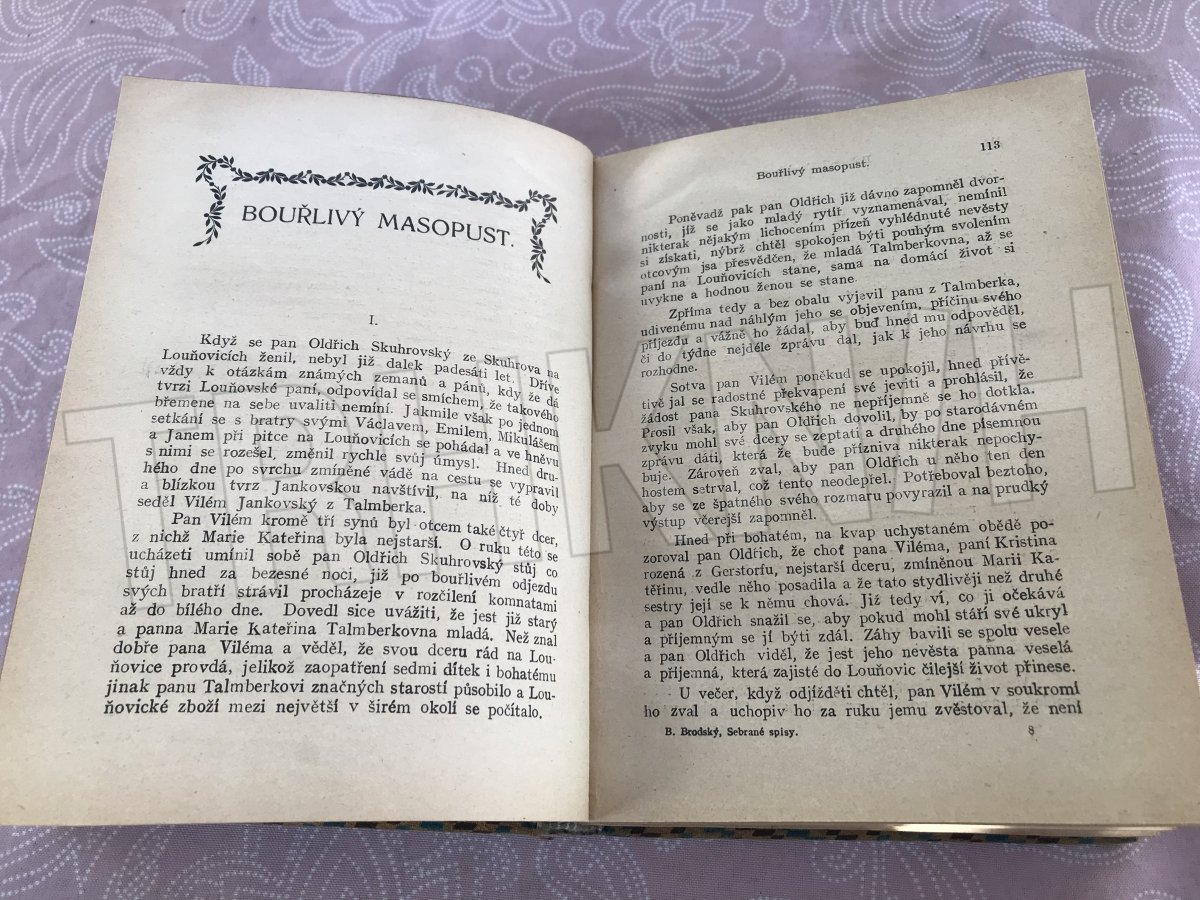 BOUŘLIVÝ MASOPUST.
I.
Když se pan Oldřich Skuhrovský ze Skuhrova na
Louňovicích ženil, nebyl již dalek padesáti let. Dříve
vždy k otázkám známých zemanů a pánů, kdy že dá
tvrzi Louňovské paní, odpovídal se smíchem, že takového
břemene na sebe uvaliti nemíní. Jakmile však po jednom
setkání se s bratry svými Václavem, Emilem, Mikulášem
a Janem při pitce na Louňovicích se pohádal a ve hněvu
s nimi se rozešel, změnil rychle svůj úmysl. Hned dru-
hého dne po svrchu zmíněné vádě na cestu se vypravil
a blízkou tvrz Jankovskou navštívil, na níž té doby
seděl Vilém Jankovský z Talmberka.
Pan Vilém kromě tří synů byl otcem také čtyř dcer,
z nichž Marie Kateřina byla nejstarší. O ruku této se
ucházeti umínil sobě pan Oldřich Skuhrovský stůj co
stůj hned za bezesné noci, již po bouřlivém odjezdu
svých bratří strávil procházeje v rozčilení komnatami
až do bílého dne. Dovedl sice uvážiti, že jest již starý
a panna Marie Kateřina Talmberkovna mladá. Než znal
dobře pana Viléma a věděl, že svou dceru rád na Lou-
ňovice provdá, jelikož zaopatření sedmi dítek i bohatému
jinak panu Talmberkovi značných starostí působilo a Lou-
ňovické zboží mezi největší v širém okolí se počítalo.
113
Bouřlivý masopust.
Poněvadž pak pan Oldřich již dávno zapomněl dvor-
nosti, jíž se jako mladý rytíř vyznamenával, nemínil
nikterak nějakým lichocením přízeň vyhlédnuté nevěsty
si získati, nýbrž chtěl spokojen býti pouhým svolením
otcovým jsa přesvědčen, že mladá Talmberkovna, až se
paní na Louňovicích stane, sama na domácí život si
uvykne a hodnou ženou se stane.
Zpříma tedy a bez obalu vyjevil panu z Talmberka,
udivenému nad náhlým jeho se objevením, příčinu svého
příjezdu a vážně ho žádal, aby buď hned mu odpověděl,
či do týdne nejdéle zprávu dal, jak k jeho návrhu se
rozhodne.
Sotva pan Vilém poněkud se upokojil, hned přívě-
tivě jal se radostné překvapení své jeviti a prohlásil, že
žádost pana Skuhrovského ne nepříjemně se ho dotkla.
Prosil však, aby pan Oldřich dovolil, by po starodávném
zvyku mohl své dcery se zeptati a druhého dne písemnou
zprávu dáti, která že bude přízniva nikterak nepochy-
buje. Zároveň zval, aby pan Oldřich u něho ten den
hostem setrval, což tento neodepřel. Potřeboval beztoho,
aby se ze špatného svého rozmaru povyrazil a na prudký
výstup včerejší zapomněl.
Hned při bohatém, na kvap uchystaném obědě po-
zoroval pan Oldřich, že choť pana Viléma, paní Kristina
rozená z Gerstorfu, nejstarší dceru, zmíněnou Marii Ka-
těřinu, vedle něho posadila a že tato stydlivěji než druhé
sestry její se k němu chová. Již tedy ví, co ji očekává
a pan Oldřich snažil se, aby pokud mohl stáří své ukryl
a příjemným se jí býti zdál. Záhy bavili se spolu vesele
a pan Oldřich viděl, že jest jeho nevěsta panna veselá
a příjemná, která zajisté do Louňovic čilejší život přinese.
U večer, když odjížděti chtěl, pan Vilém v soukromí
ho zval a uchopiv ho za ruku jemu zvěstoval, že není
B. Brodský, Sebrané spisy.
8
TRHKNIH